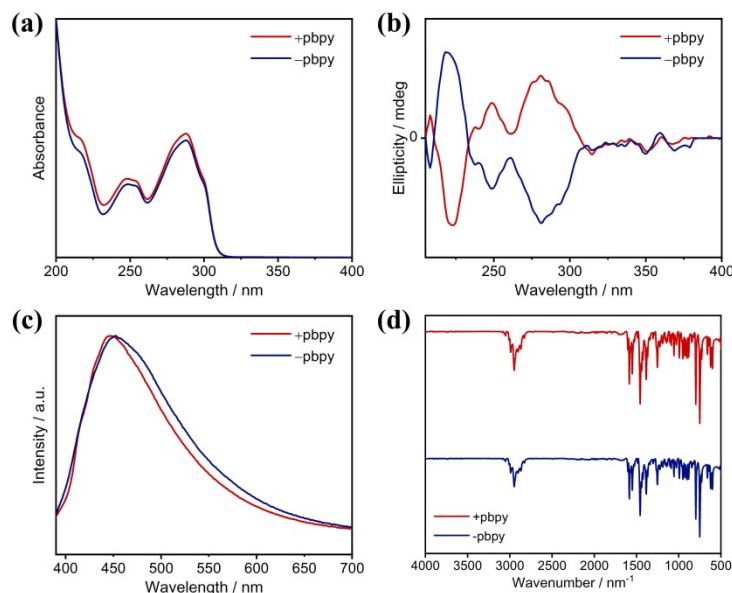 (a)
+pbpy
−pbpy
Absorbance
200 250 300 350 400
Wavelength / nm
(b)
+pbpy
−pbpy
Ellipticity / mdeg
0
250 300 350 400
Wavelength / nm
(c)
+pbpy
−pbpy
Intensity / a.u.
400 450 500 550 600 650 700
Wavelength / nm
(d)
+pbpy
-pbpy
4000 3500 3000 2500 2000 1500 1000 500
Wavenumber / nm-1